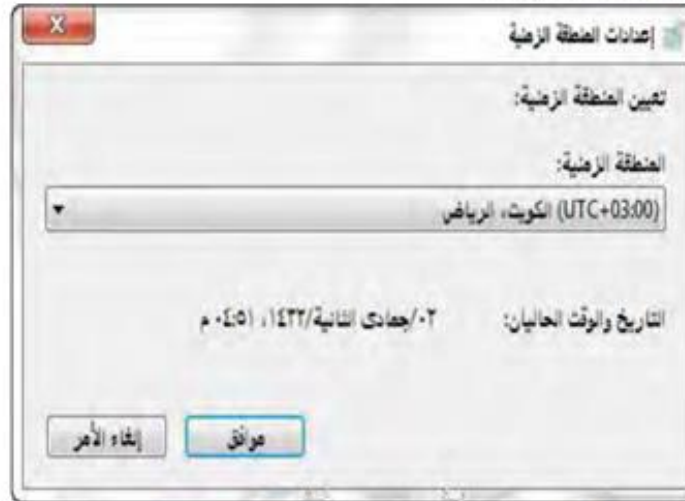 إعدادات المنطقة الزمنية
تعيين المنطقة الزمنية:
المنطقة الزمنية:
(UTC+03:00) الكويت، الرياض
التاريخ والوقت الحاليان: ٠٢/جمادى الثانية/١٤٣٢، ٠٤:٥١ م
موافق إلغاء الأمر